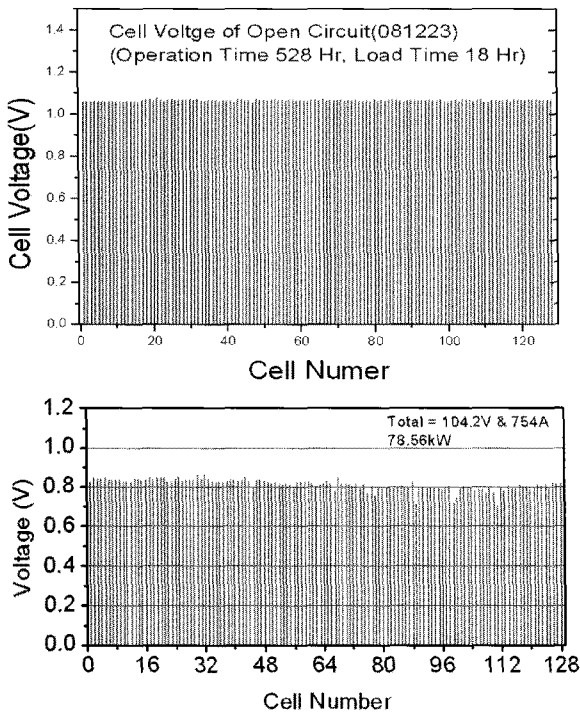 Cell Voltge of Open Circuit(081223)
(Operation Time 528 Hr, Load Time 18 Hr)
Cell Voltage(V)
1.4
1.2
1.0
0.8
0.6
0.4
0.2
0.0
0 20 40 60 80 100 120
Cell Numer
Total = 104.2V & 754A
78.56kW
Voltage (V)
1.2
1.0
0.8
0.6
0.4
0.2
0.0
0 16 32 48 64 80 96 112 128
Cell Number